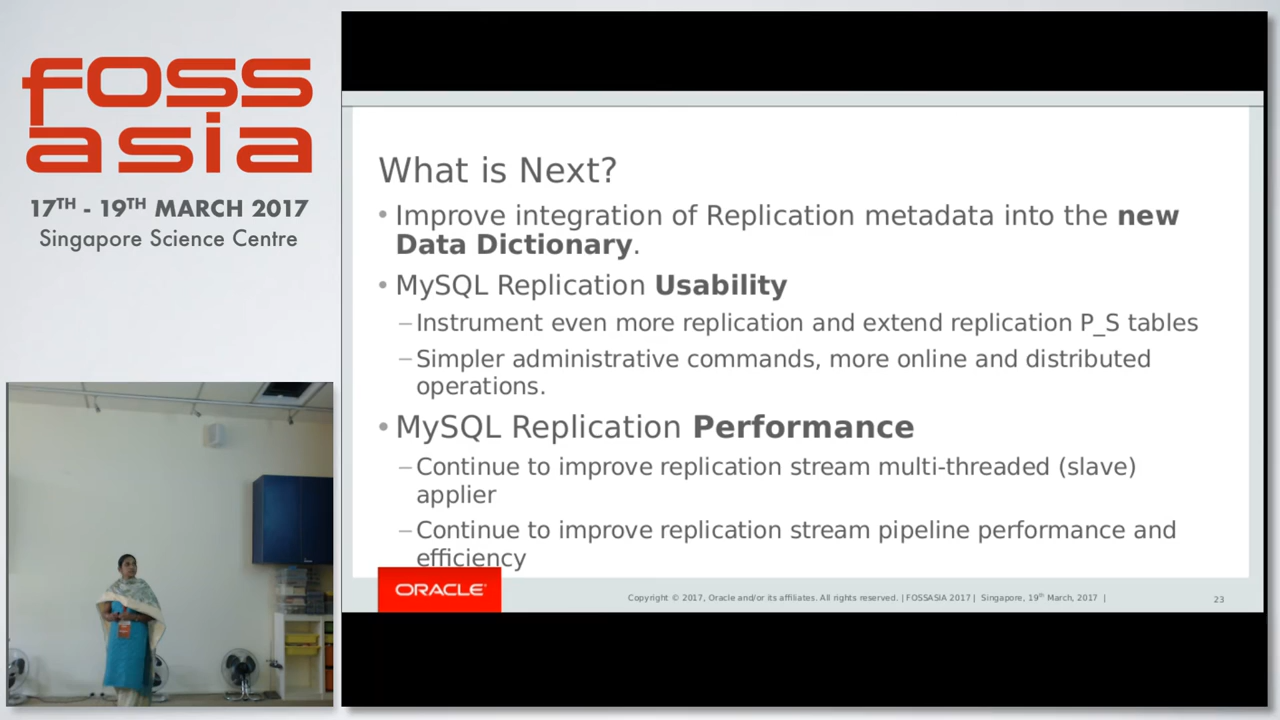 foss
asia
17TH - 19TH MARCH 2017
Singapore Science Centre
What is Next?
• Improve integration of Replication metadata into the new
Data Dictionary.
• MySQL Replication Usability
– Instrument even more replication and extend replication P_S tables
– Simpler administrative commands, more online and distributed
operations.
• MySQL Replication Performance
– Continue to improve replication stream multi-threaded (slave)
applier
– Continue to improve replication stream pipeline performance and
efficiency
ORACLE
Copyright © 2017, Oracle and/or its affiliates. All rights reserved. | FOSSASIA 2017 | Singapore, 19th March, 2017 |
23